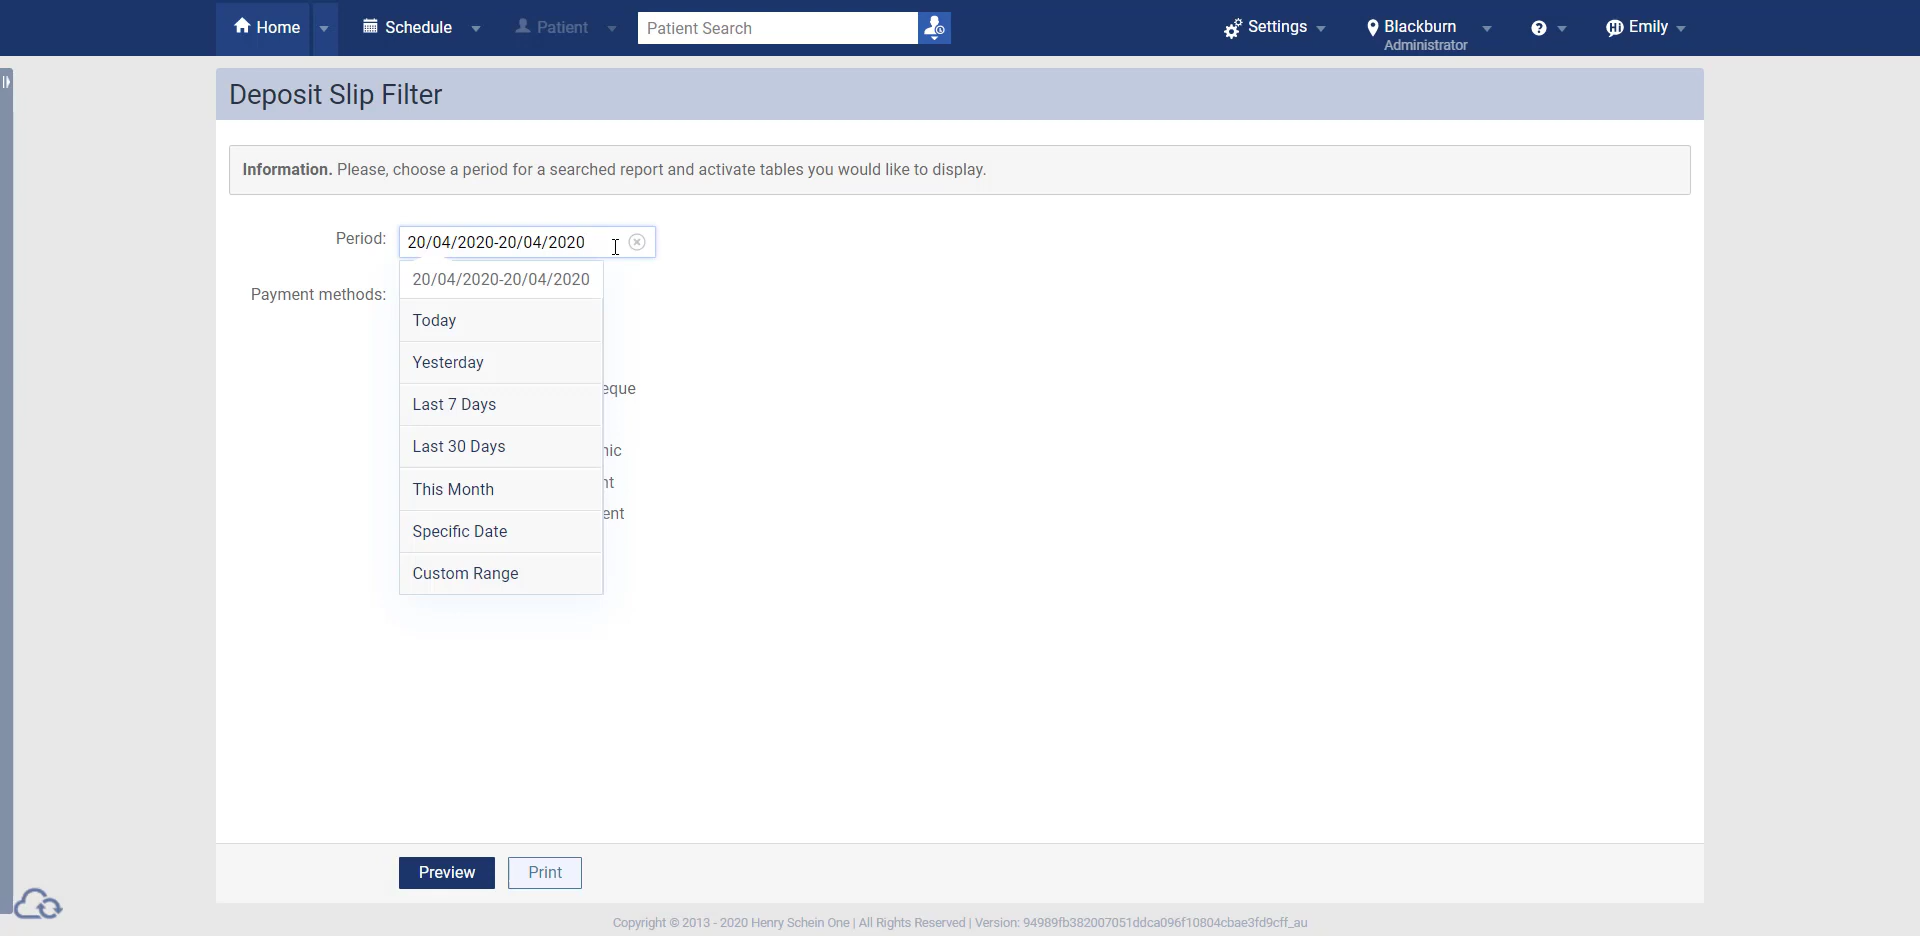 Home Schedule Patient Patient Search Settings Blackburn Emily
Administrator
Deposit Slip Filter
Information. Please, choose a period for a searched report and activate tables you would like to display.
Period: 20/04/2020-20/04/2020
20/04/2020-20/04/2020
Payment methods:
Today
Yesterday
eque
Last 7 Days
Last 30 Days
nic
This Month
nt
ent
Specific Date
Custom Range
Preview Print
Copyright © 2013 - 2020 Henry Schein One | All Rights Reserved | Version: 94989fb382007051ddca096f10804cbae3fd9cff_au